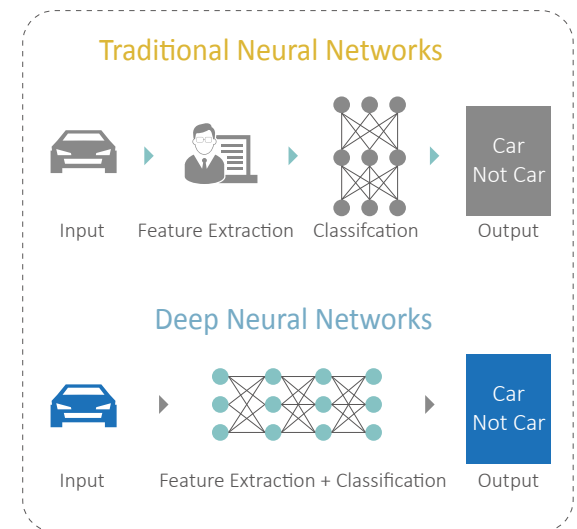 Traditional Neural Networks
Car
Not Car
Input
Feature Extraction
Classifcation
Output
Deep Neural Networks
Car
Not Car
Input
Feature Extraction + Classification
Output